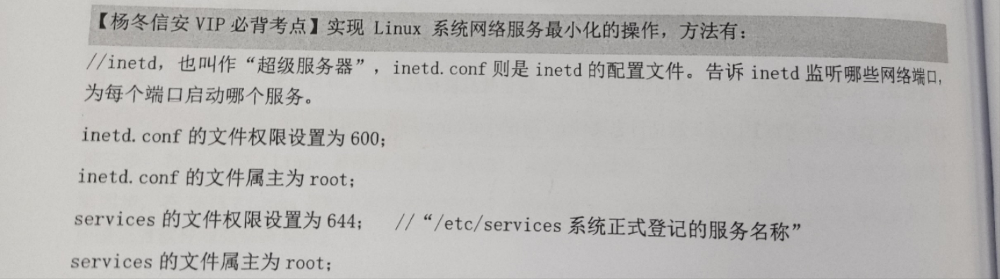 【杨冬信安 VIP 必背考点】实现 Linux 系统网络服务最小化的操作，方法有：
//inetd，也叫作“超级服务器”，inetd.conf 则是 inetd 的配置文件。告诉 inetd 监听哪些网络端口，
为每个端口启动哪个服务。
inetd.conf 的文件权限设置为 600；
inetd.conf 的文件属主为 root；
services 的文件权限设置为 644； //“/etc/services 系统正式登记的服务名称”
services 的文件属主为 root；